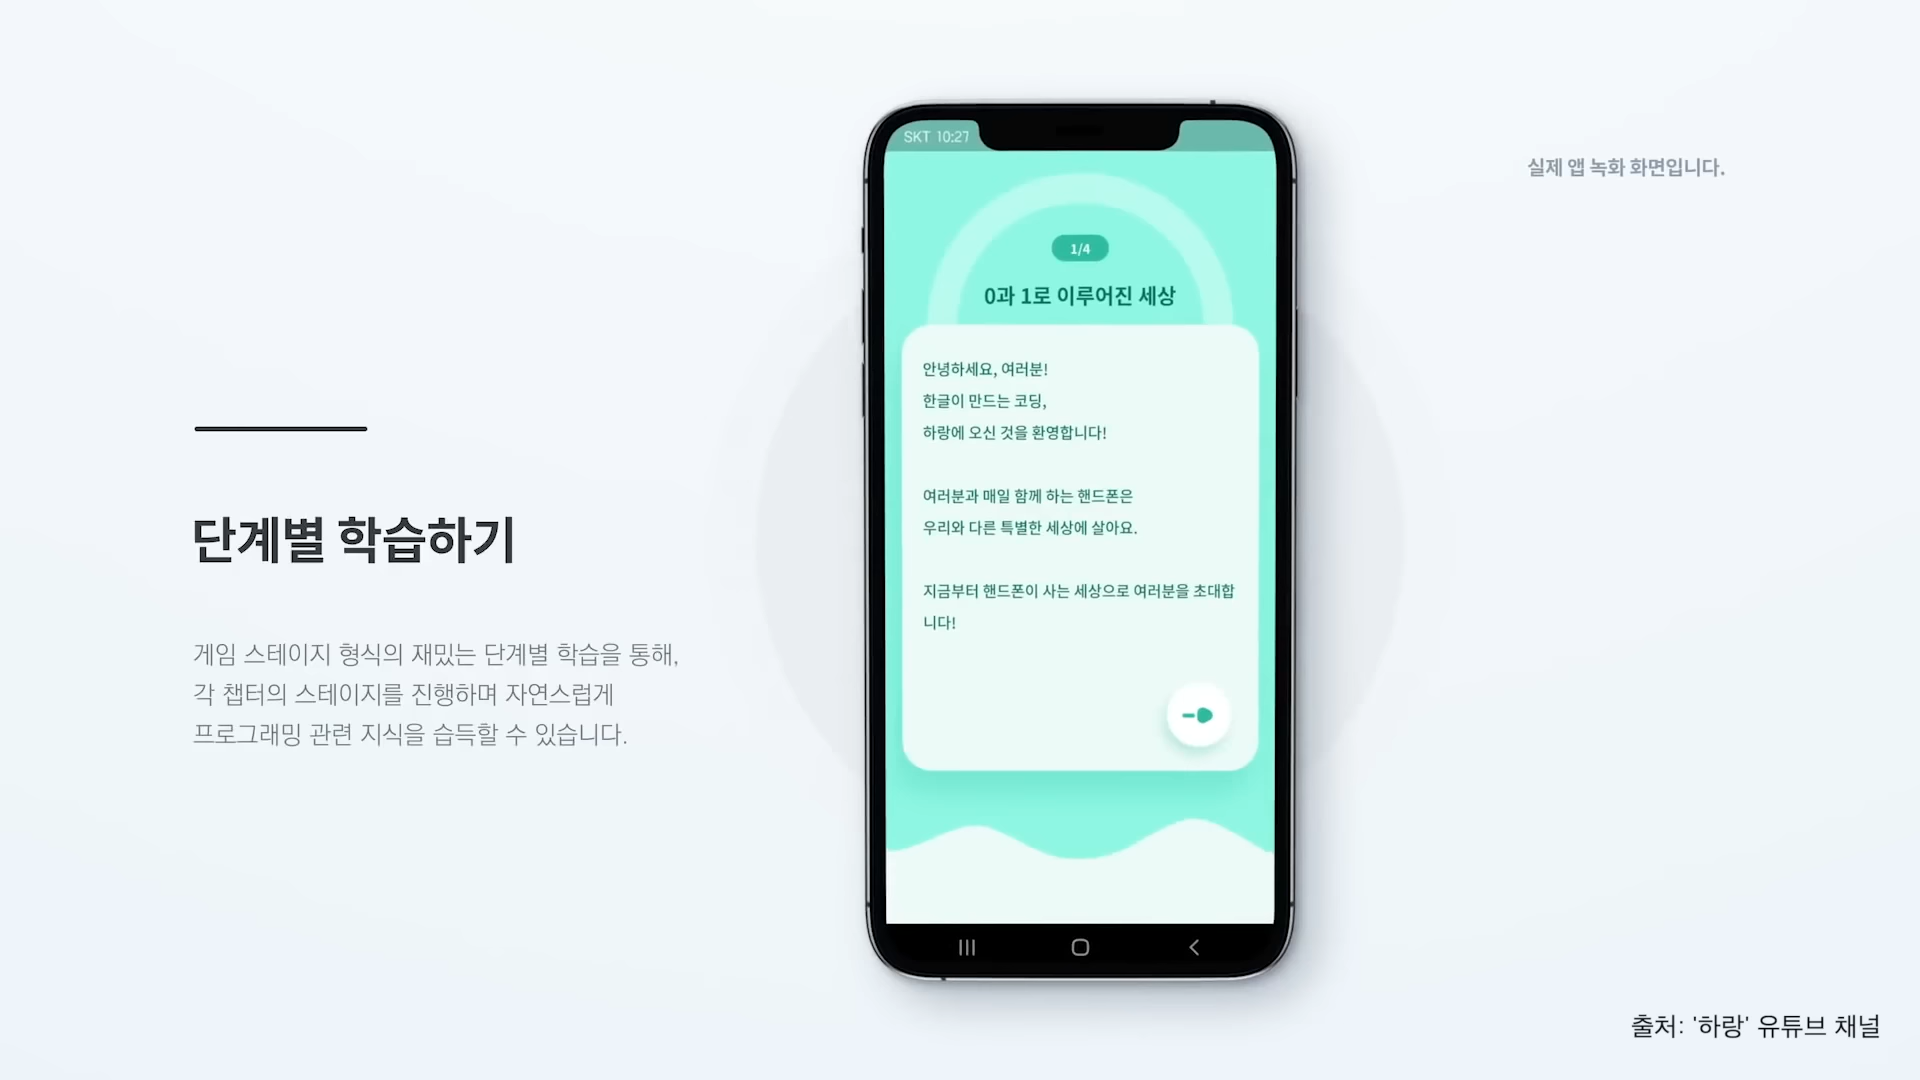 실제 앱 녹화 화면입니다.
단계별 학습하기
게임 스테이지 형식의 재밌는 단계별 학습을 통해,
각 챕터의 스테이지를 진행하며 자연스럽게
프로그래밍 관련 지식을 습득할 수 있습니다.
SKT 10:27
1/4
0과 1로 이루어진 세상
안녕하세요, 여러분!
한글이 만드는 코딩,
하랑에 오신 것을 환영합니다!
여러분과 매일 함께 하는 핸드폰은
우리와 다른 특별한 세상에 살아요.
지금부터 핸드폰이 사는 세상으로 여러분을 초대합
니다!
출처: '하랑' 유튜브 채널